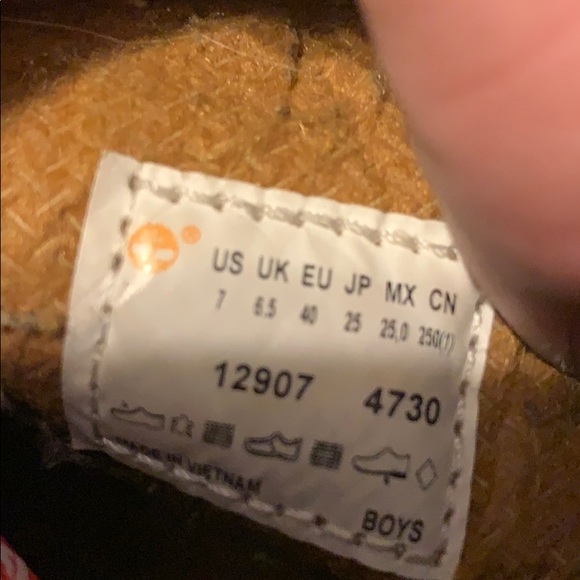 US UK EU JP MX CN
7 6.5 40 25 25,0 250(1)
12907 4730
MADE IN VIETNAM
BOYS